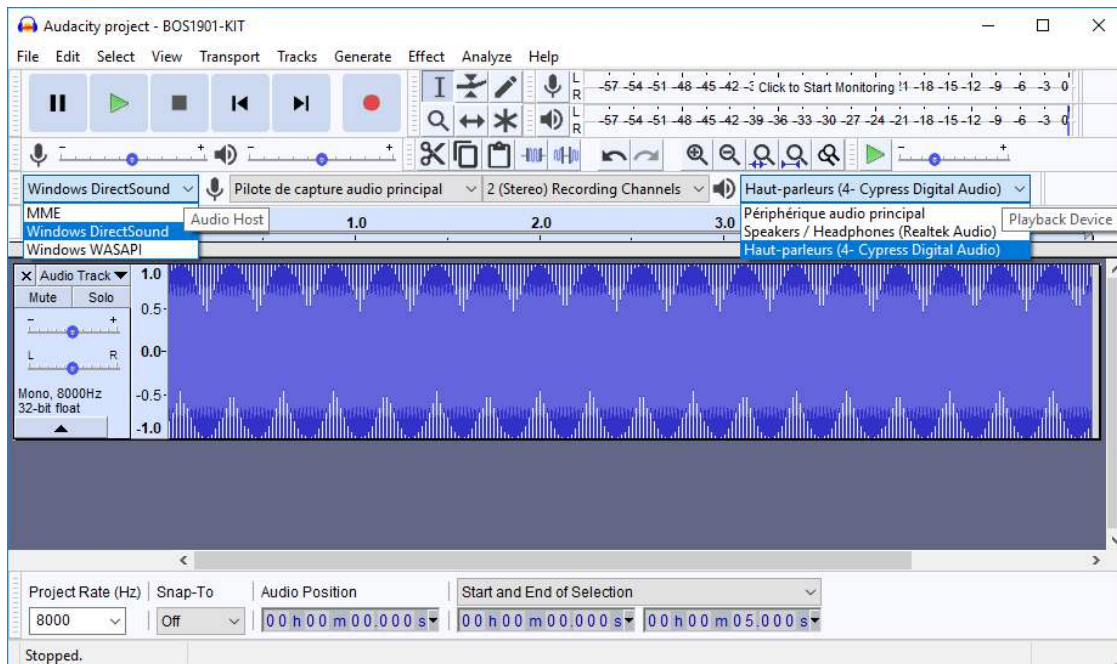 Audacity project - BOS1901-KIT
File Edit Select View Transport Tracks Generate Effect Analyze Help
L
R
-57 -54 -51 -48 -45 -42 Click to Start Monitoring -18 -15 -12 -9 -6 -3 0
L
R
-57 -54 -51 -48 -45 -42 -39 -36 -33 -30 -27 -24 -21 -18 -15 -12 -9 -6 -3 0
- + - + - +
Windows DirectSound Pilote de capture audio principal 2 (Stereo) Recording Channels Haut-parleurs (4- Cypress Digital Audio)
MME
Windows DirectSound
Windows WASAPI
Audio Host
1.0 2.0 3.0
Périphérique audio principal
Speakers / Headphones (Realtek Audio)
Haut-parleurs (4- Cypress Digital Audio)
Playback Device
Audio Track
Mute Solo
- +
L R
Mono, 8000Hz
32-bit float
1.0
0.5
0.0
-0.5
-1.0
Project Rate (Hz) Snap-To Audio Position Start and End of Selection
8000 Off 00 h 00 m 00.000 s 00 h 00 m 00.000 s 00 h 00 m 05.000 s
Stopped.